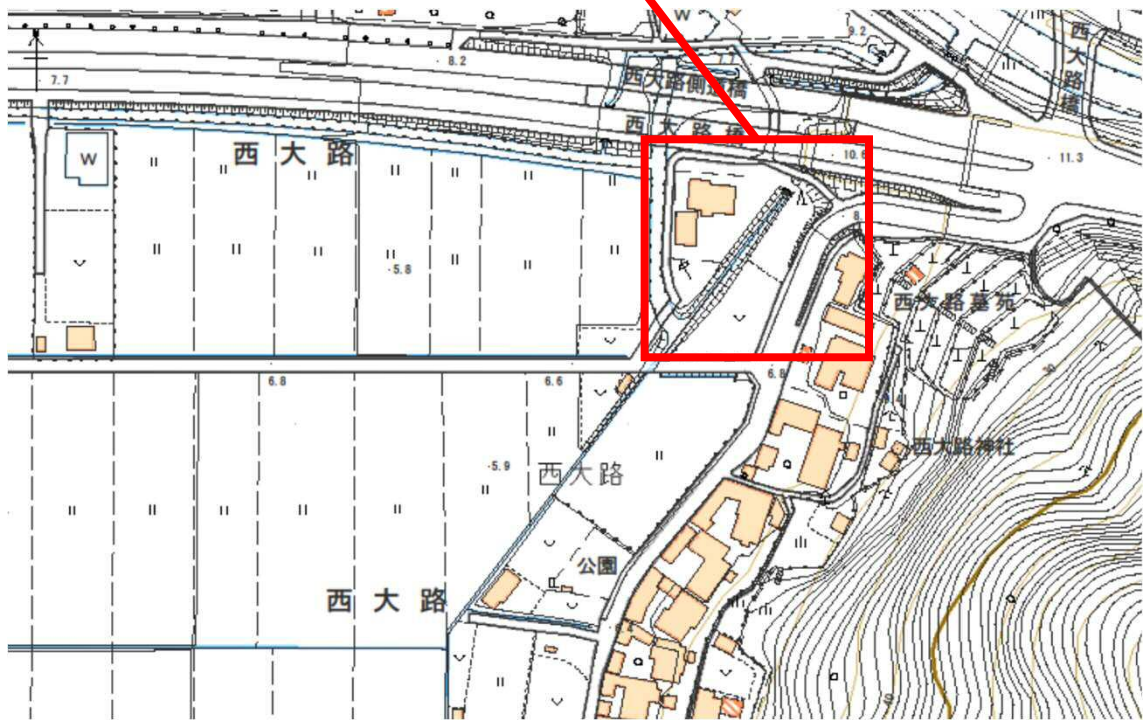 W
9.2
西大路橋
8.2
7.7
西大路側道橋
西大路橋
10.6
11.3
W
西大路
8.
5.8
西大路墓苑
30
6.8
6.6
6.8
西大路神社
5.9
西大路
公園
西大路
40